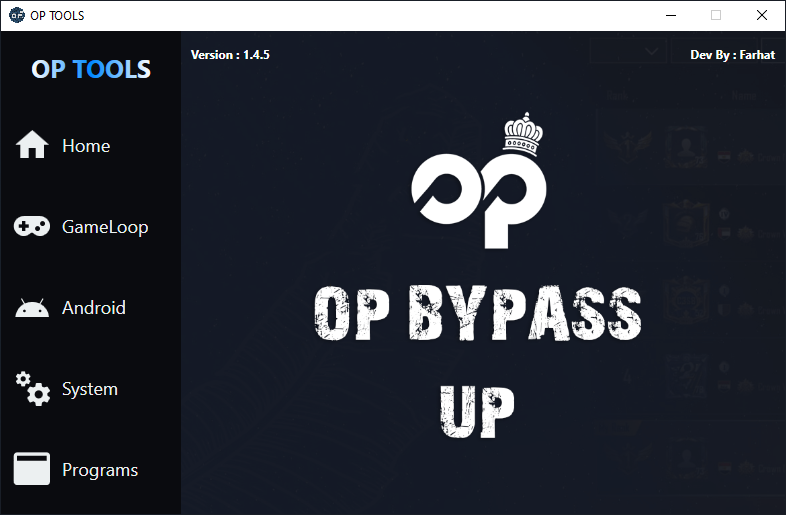 OP TOOLS
OP TOOLS
Version : 1.4.5
Dev By : Farhat
Home
GameLoop
Android
System
Programs
op
OP BYPASS
UP